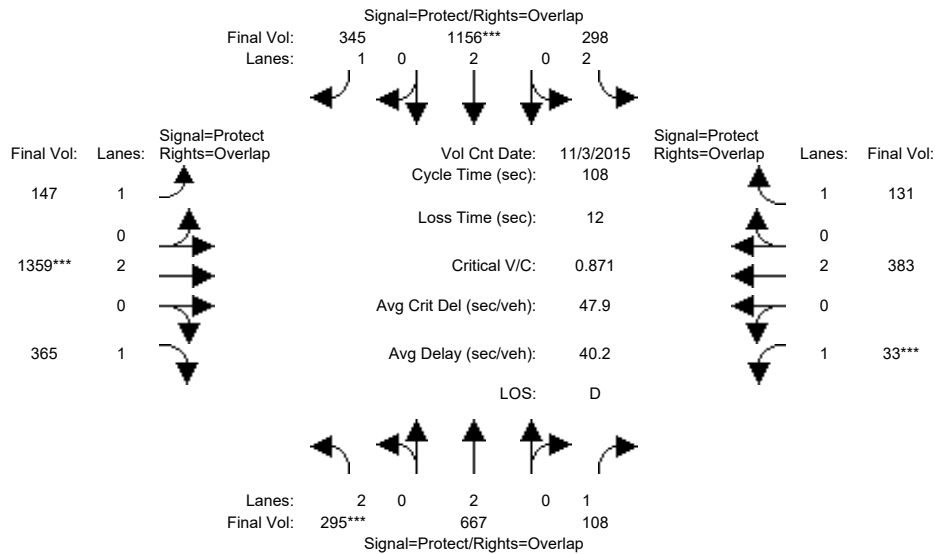 Signal=Protect/Rights=Overlap
Final Vol: 345 1156*** 298
Lanes: 1 0 2 0 2
Signal=Protect
Final Vol: Lanes: Rights=Overlap
Vol Cnt Date: 11/3/2015
Signal=Protect
Rights=Overlap Lanes: Final Vol:
Cycle Time (sec): 108
147 1
1 131
Loss Time (sec): 12
0
0
1359*** 2
Critical V/C: 0.871
2 383
0
Avg Crit Del (sec/veh): 47.9
0
365 1
Avg Delay (sec/veh): 40.2
1 33***
LOS: D
Lanes: 2 0 2 0 1
Final Vol: 295*** 667 108
Signal=Protect/Rights=Overlap